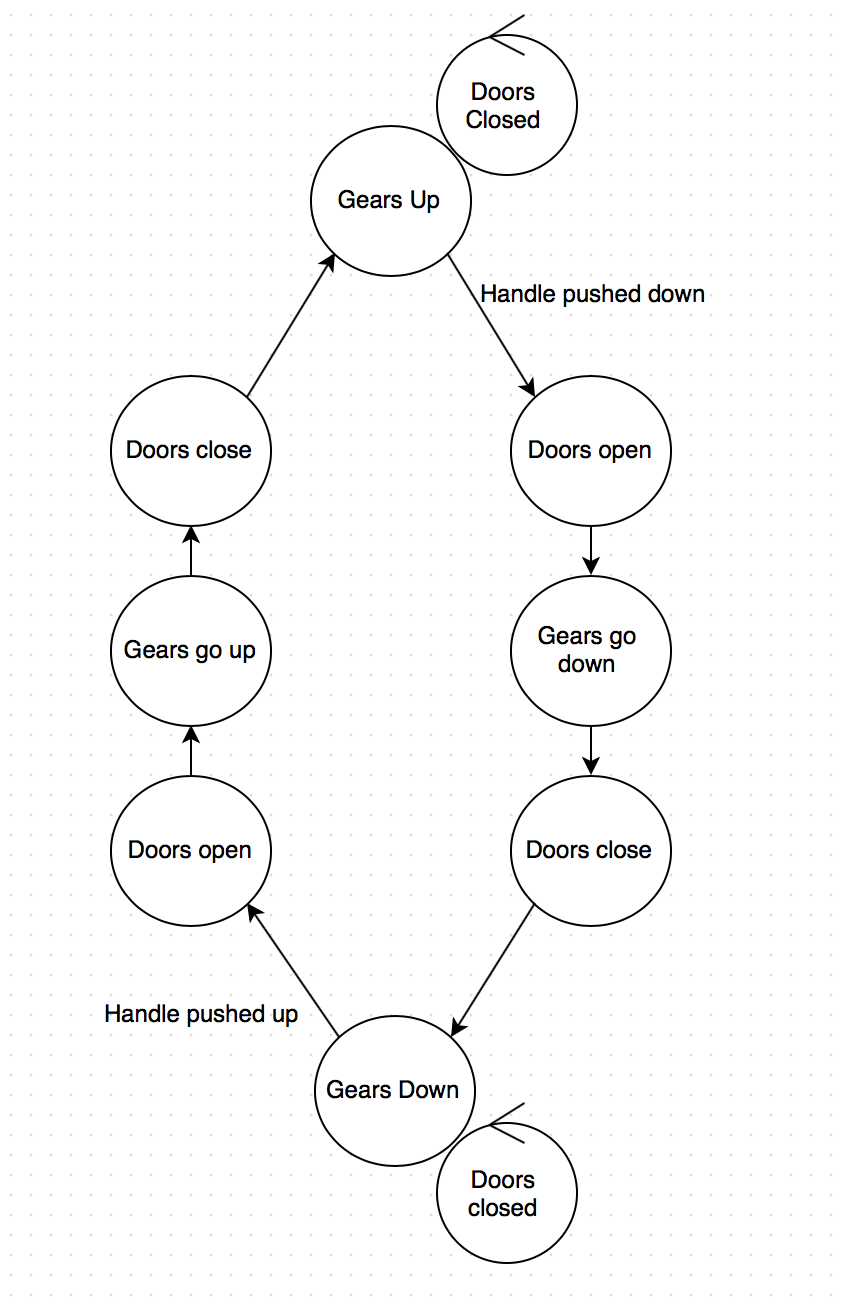 Doors
Closed
Gears Up
Handle pushed down
Doors close
Doors open
Gears go up
Gears go
down
Doors open
Doors close
Handle pushed up
Gears Down
Doors
closed